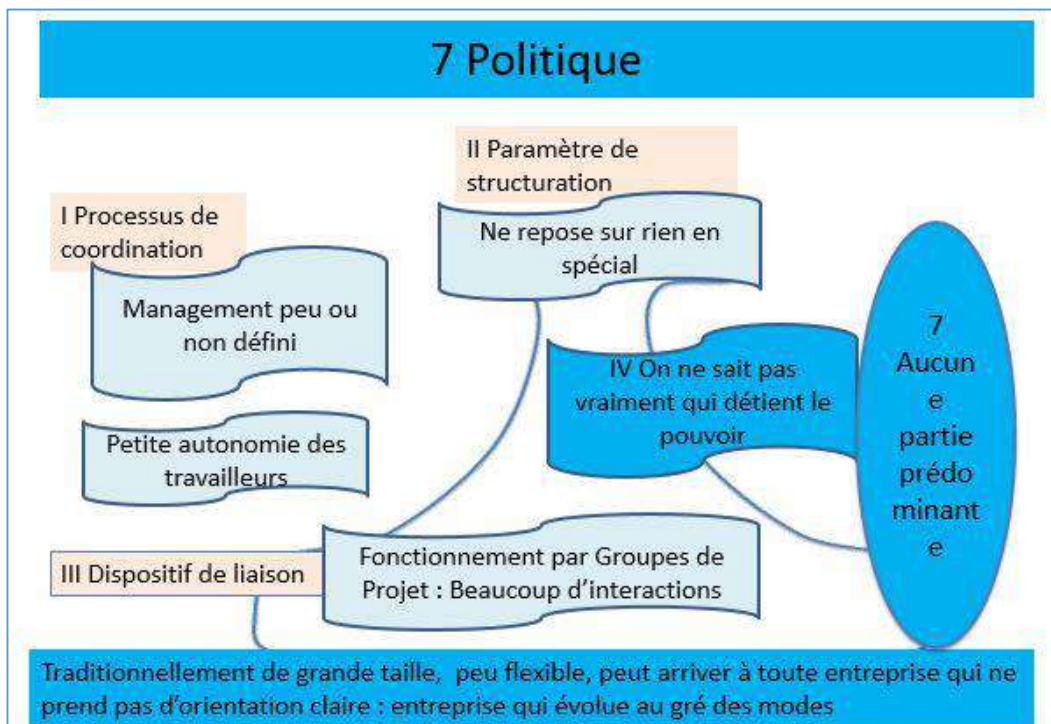 7 Politique
II Paramètre de
structuration
I Processus de
coordination
Ne repose sur rien en
spécial
Management peu ou
non défini
7
Aucun
e
partie
prédo
minant
e
IV On ne sait pas
vraiment qui détient le
pouvoir
Petite autonomie des
travailleurs
III Dispositif de liaison
Fonctionnement par Groupes de
Projet : Beaucoup d'interactions
Traditionnellement de grande taille, peu flexible, peut arriver à toute entreprise qui ne
prend pas d'orientation claire : entreprise qui évolue au gré des modes